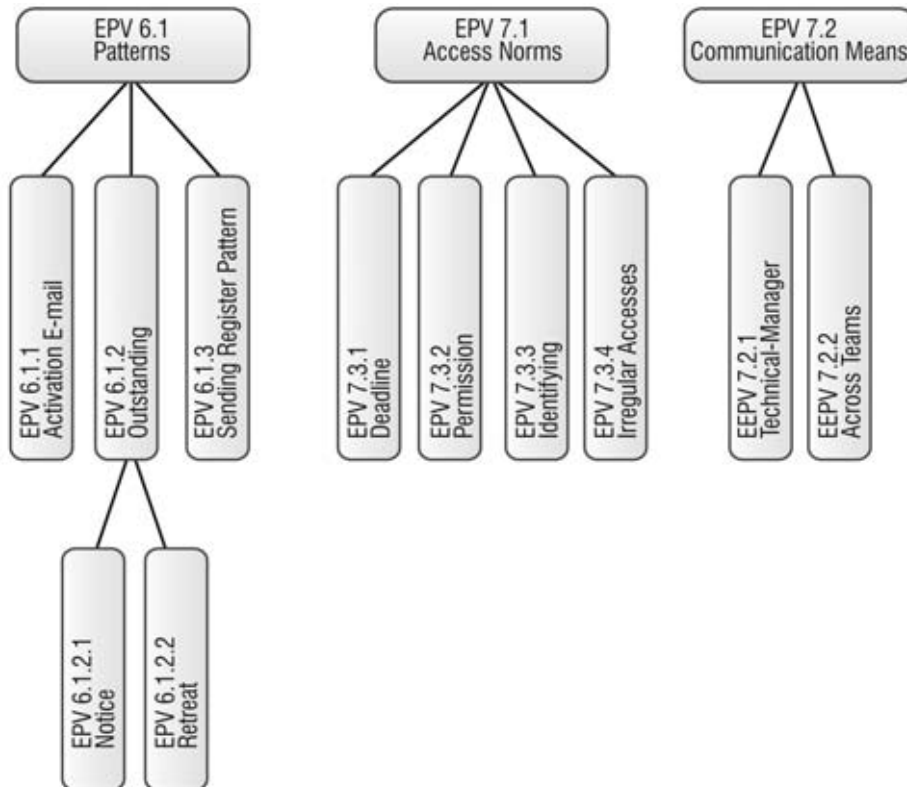 EPV 6.1
Patterns
EPV 7.1
Access Norms
EPV 7.2
Communication Means
EPV 6.1.1
Activation E-mail
EPV 6.1.2
Outstanding
EPV 6.1.3
Sending Register Pattern
EPV 7.3.1
Deadline
EPV 7.3.2
Permission
EPV 7.3.3
Identifying
EPV 7.3.4
Irregular Accesses
EEPV 7.2.1
Technical-Manager
EEPV 7.2.2
Across Teams
EPV 6.1.2.1
Notice
EPV 6.1.2.2
Retreat